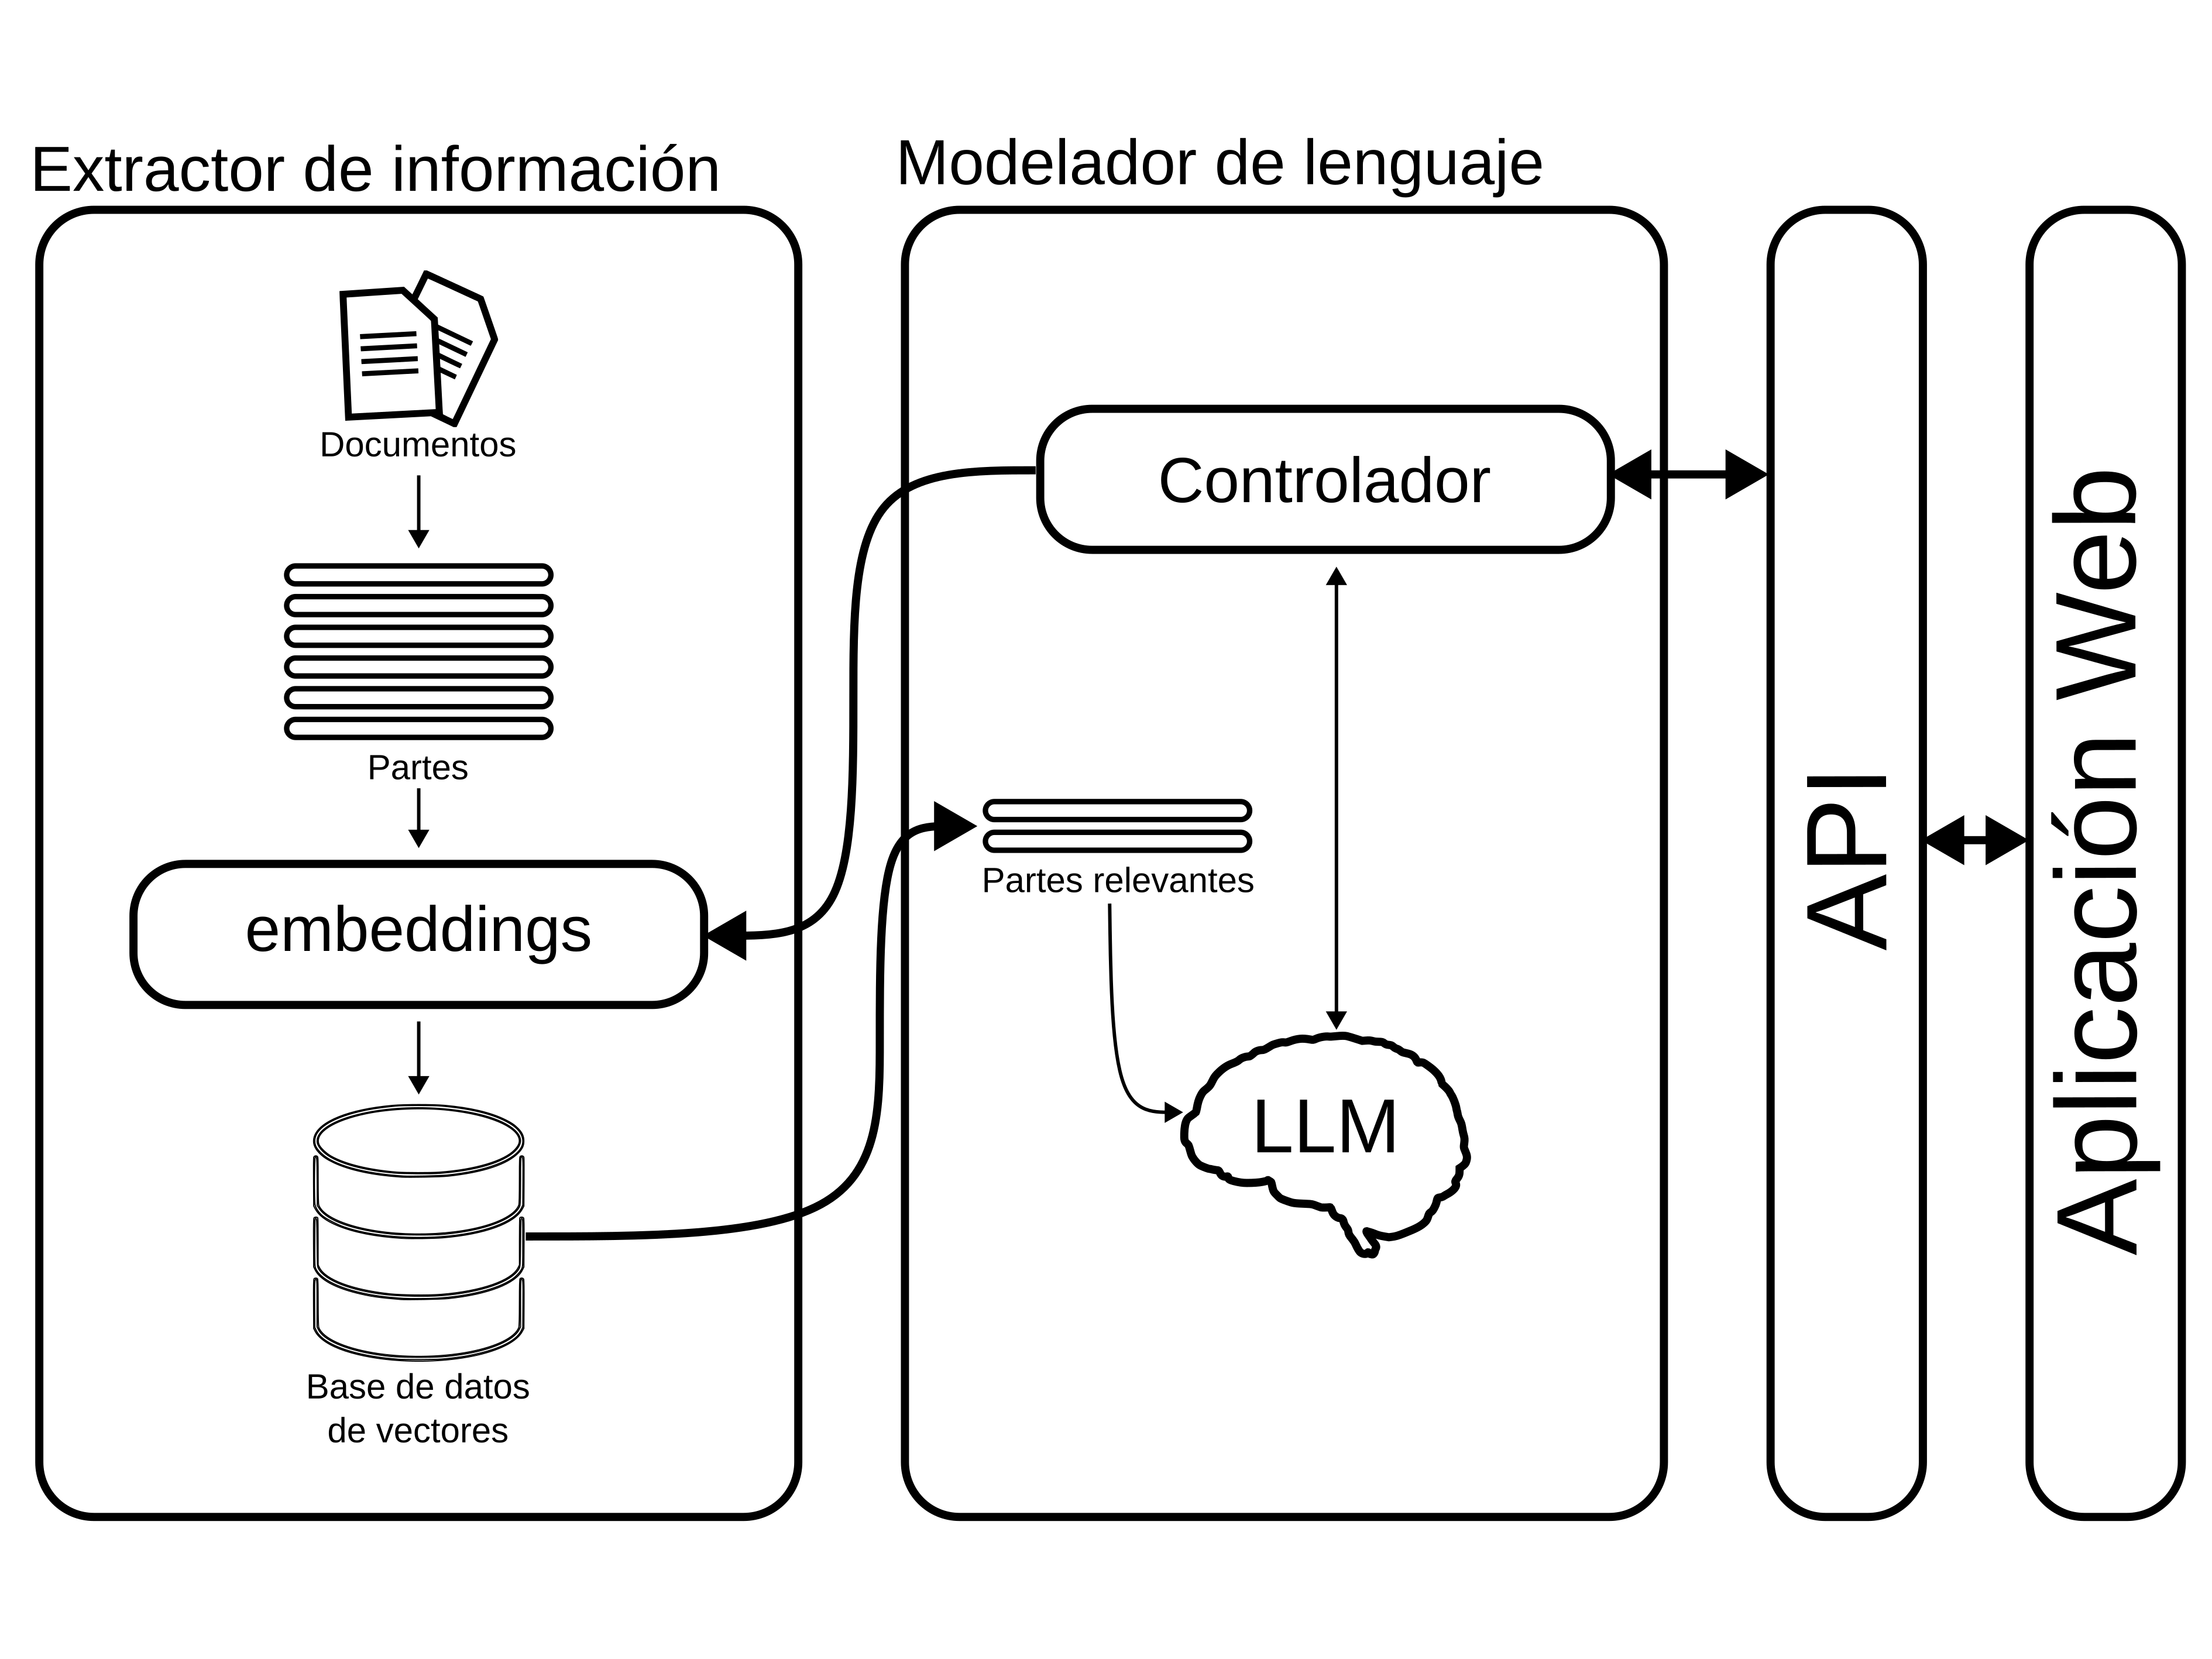 Extractor de información
Documentos
Partes
embeddings
Base de datos
de vectores
Modelador de lenguaje
Controlador
Partes relevantes
LLM
API
Aplicación Web